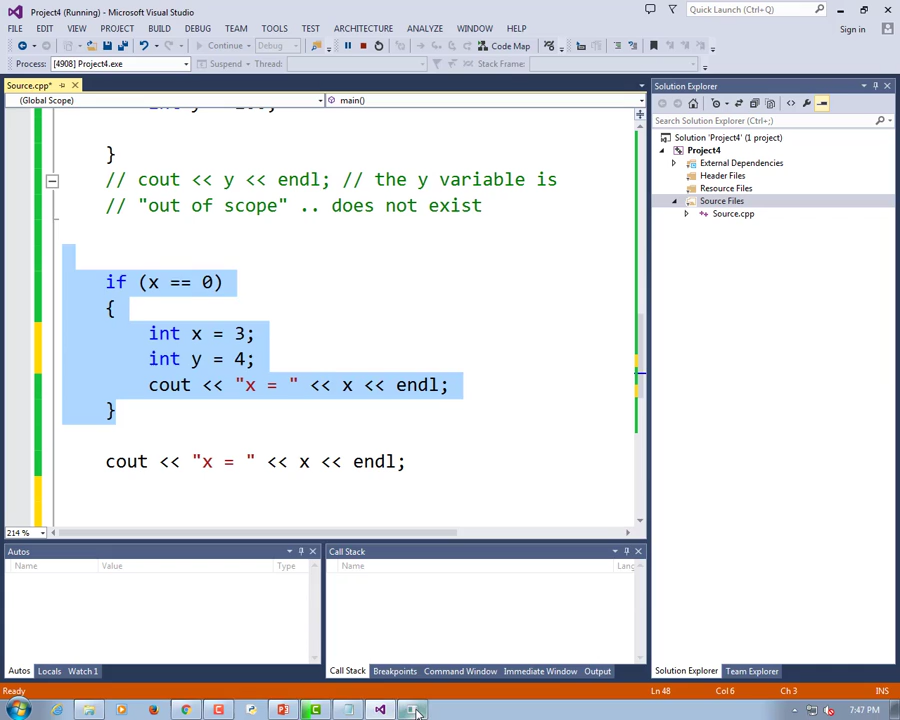 Project4 (Running) - Microsoft Visual Studio
Quick Launch (Ctrl+;)
FILE EDIT VIEW PROJECT BUILD DEBUG TEAM TOOLS TEST ARCHITECTURE ANALYZE WINDOW HELP
Sign in
Continue Debug Code Map
Process: [4908] Project4.exe Suspend Thread: Stack Frame:
Source.cpp*
(Global Scope) main()
}
// cout << y << endl; // the y variable is
// "out of scope" .. does not exist
if (x == 0)
{
int x = 3;
int y = 4;
cout << "x = " << x << endl;
}
cout << "x = " << x << endl;
214 %
Solution Explorer
Search Solution Explorer (Ctrl+;)
Solution 'Project4' (1 project)
Project4
External Dependencies
Header Files
Resource Files
Source Files
Source.cpp
Autos
Name Value Type
Call Stack
Name Lang
Autos Locals Watch 1
Call Stack Breakpoints Command Window Immediate Window Output
Solution Explorer Team Explorer
Ready Ln 48 Col 6 Ch 3 INS
7:47 PM